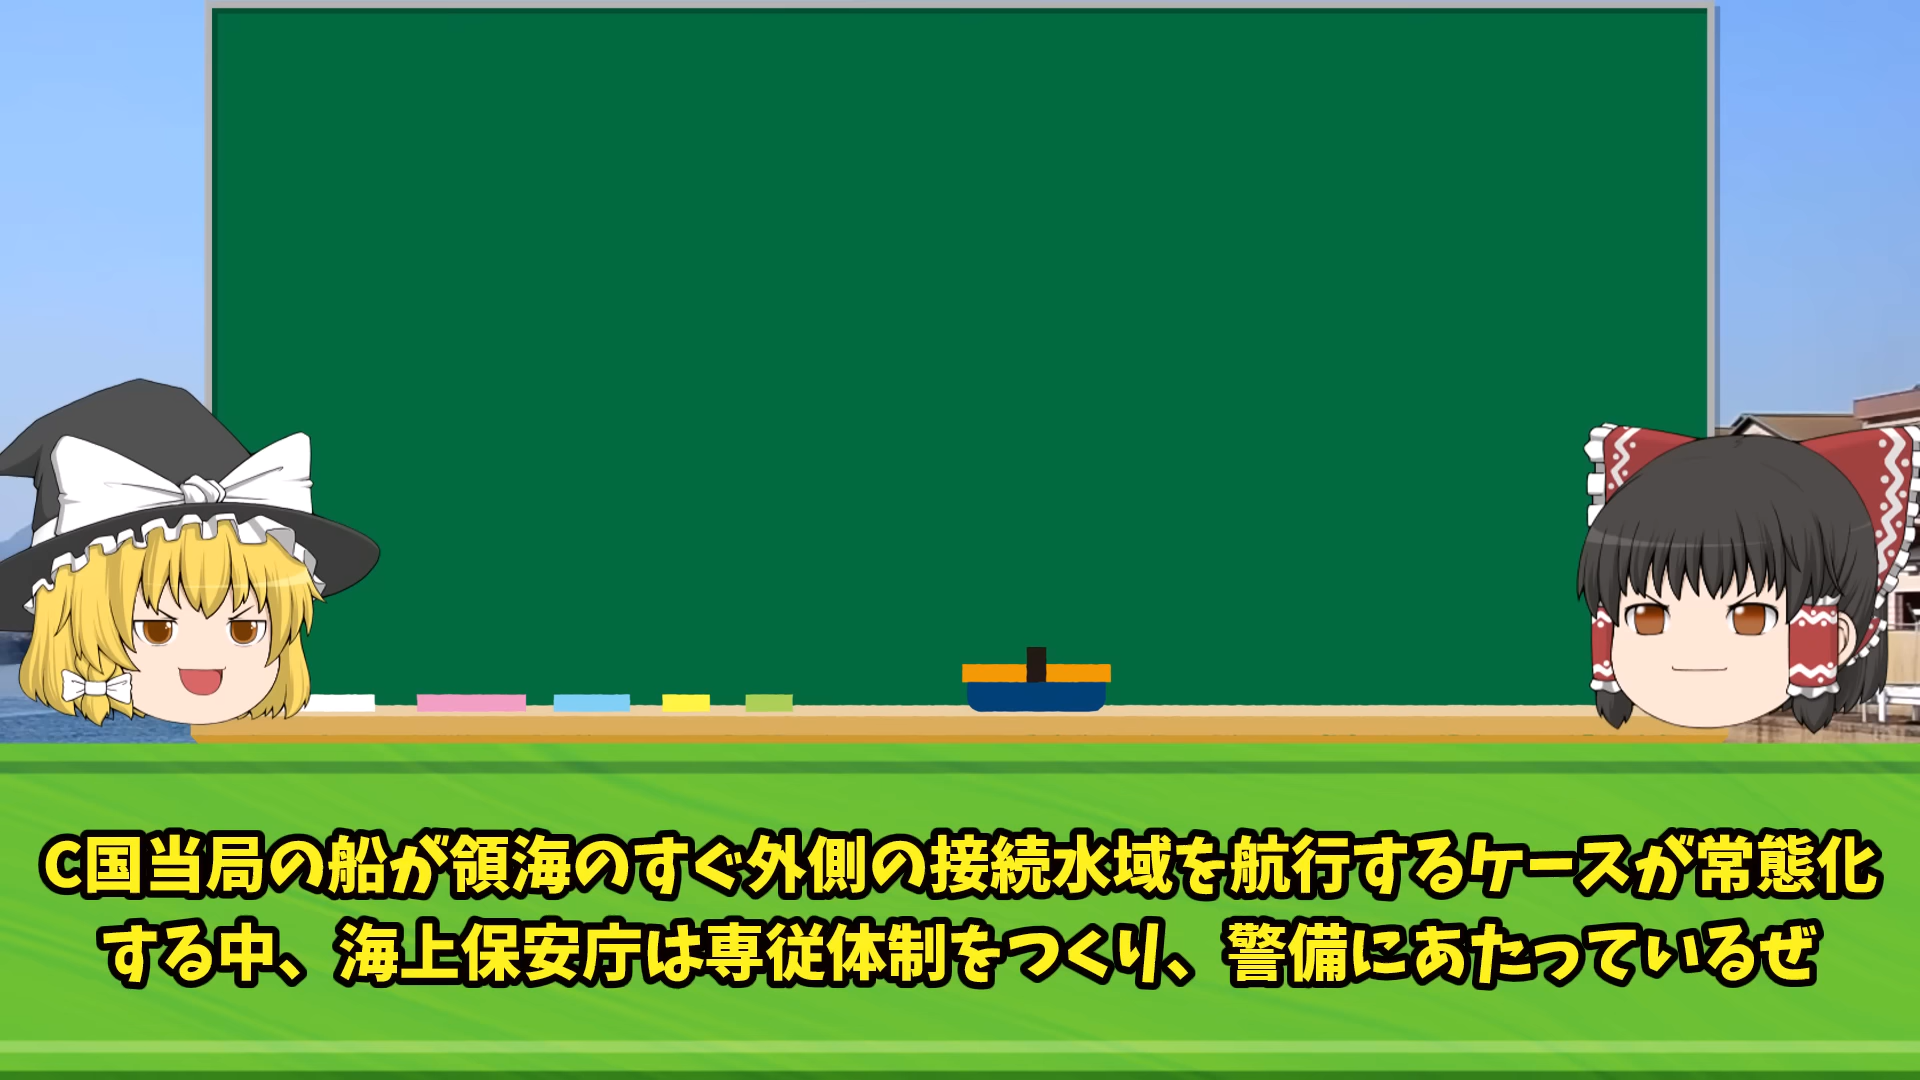 C国当局の船が領海のすぐ外側の接続水域を航行するケースが常態化
する中、海上保安庁は専従体制をつくり、警備にあたっているぜ